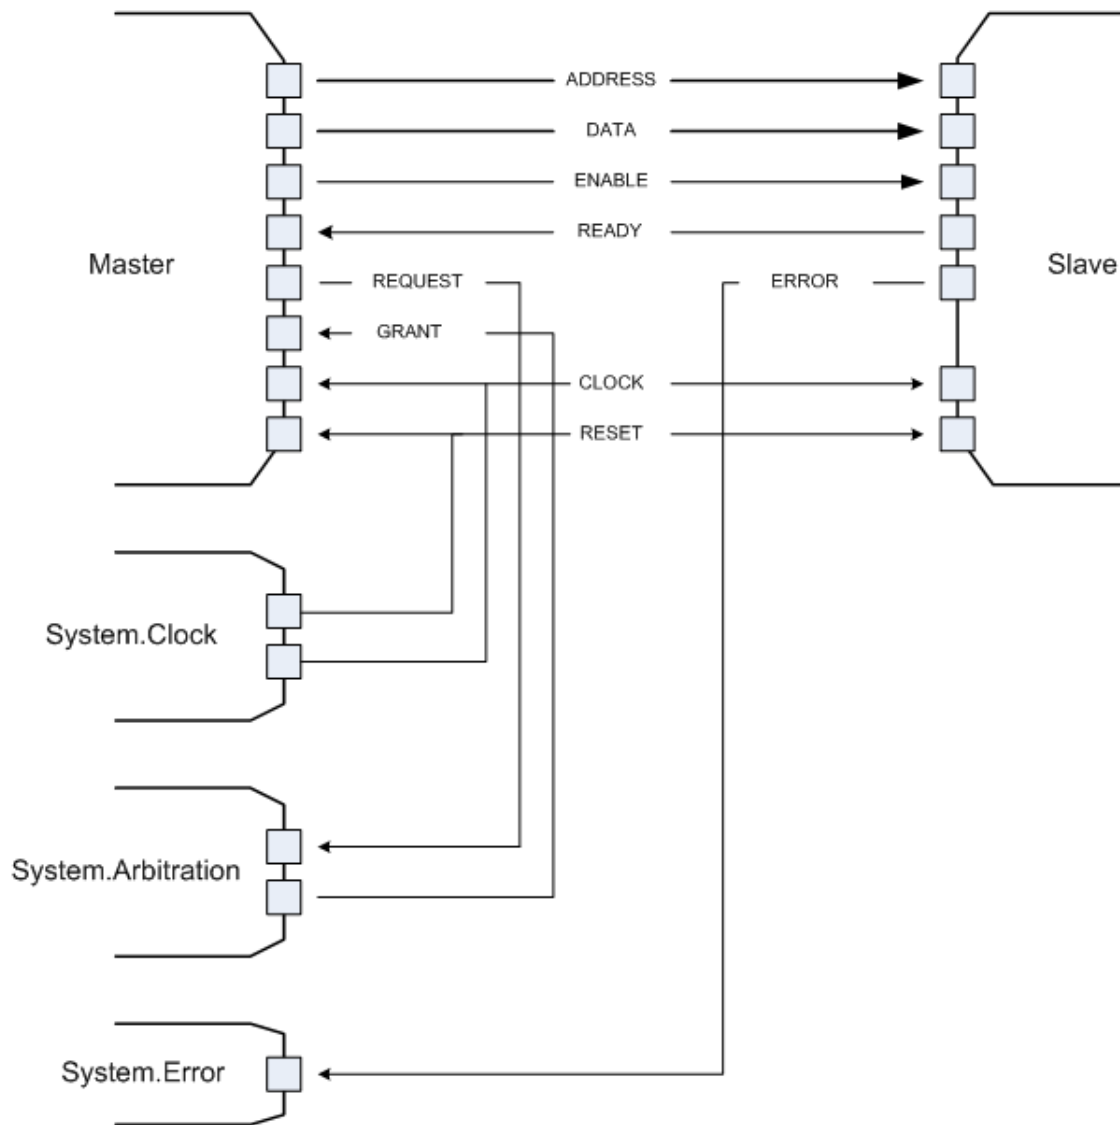 ADDRESS
DATA
ENABLE
READY
Master
Slave
REQUEST
ERROR
GRANT
CLOCK
RESET
System.Clock
System.Arbitration
System.Error